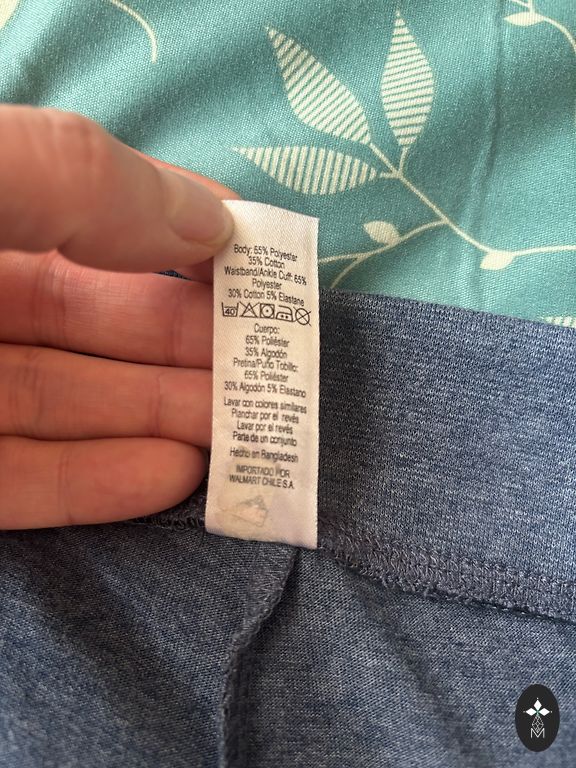 Body: 65% Polyester
35% Cotton
Waistband/Ankle Cuff: 65%
Polyester
30% Cotton 5% Elastane
40
Cuerpo:
65% Poliéster
35% Algodón
Pretina/Puño Tobillo:
65% Poliéster
30% Algodón 5% Elastano
Lavar con colores similares
Planchar por el revés
Lavar por el revés
Parte de un conjunto
Hecho en Bangladesh
IMPORTADO POR
WALMART CHILE S.A.
M